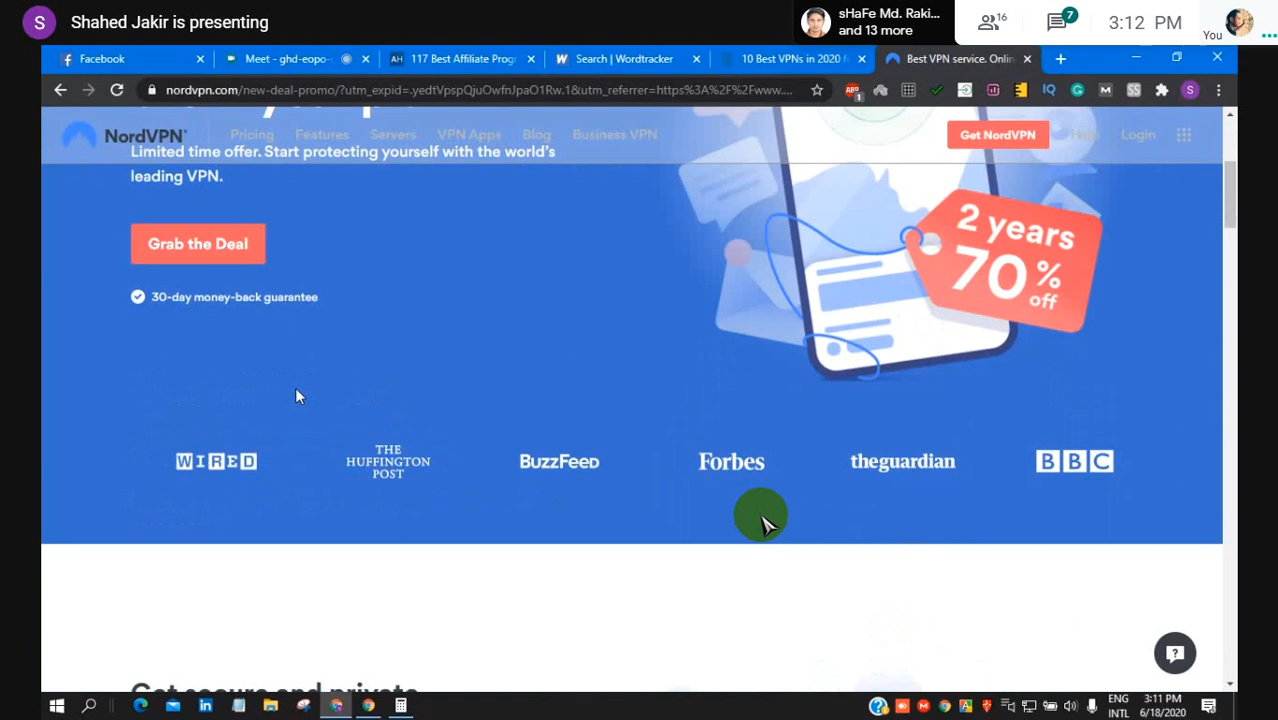 S
Shahed Jakir is presenting
sHaFe Md. Raki...
and 13 more
16
7
3:12 PM
You
Facebook
Meet - ghd-eopo-
117 Best Affiliate Prog
Search | Wordtracker
10 Best VPNs in 2020 f
Best VPN service. Onlin
nordvpn.com/new-deal-promo/?utm_expid=.yedtVpspQjuOwfnJpaO1Rw.1&utm_referrer=https%3A%2F%2Fwww....
NordVPN®
Pricing
Features
Servers
VPN Apps
Blog
Business VPN
Get NordVPN
Help
Login
Limited time offer. Start protecting yourself with the world's
leading VPN.
Grab the Deal
30-day money-back guarantee
2 years
70% off
WIRED
THE
HUFFINGTON
POST
BuzzFeed
Forbes
theguardian
BBC
Get secure and private
ENG
INTL
3:11 PM
6/18/2020